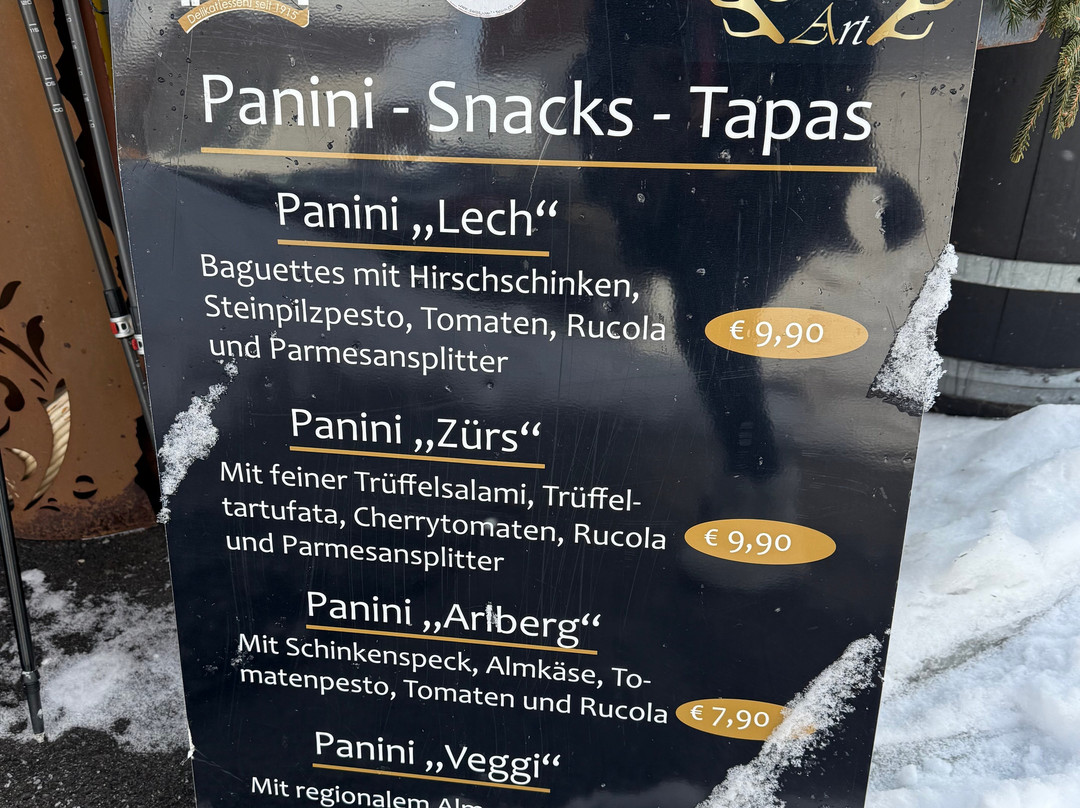 Delikatessen seit 1915
Art
Panini - Snacks - Tapas
Panini „Lech“
Baguettes mit Hirschschinken,
Steinpilzpesto, Tomaten, Rucola
und Parmesansplitter
€ 9,90
Panini „Zürs“
Mit feiner Trüffelsalami, Trüffel-
tartufata, Cherrytomaten, Rucola
und Parmesansplitter
€ 9,90
Panini „Arlberg“
Mit Schinkenspeck, Almkäse, To-
matenpesto, Tomaten und Rucola
€ 7,90
Panini „Veggi“
Mit regionalem